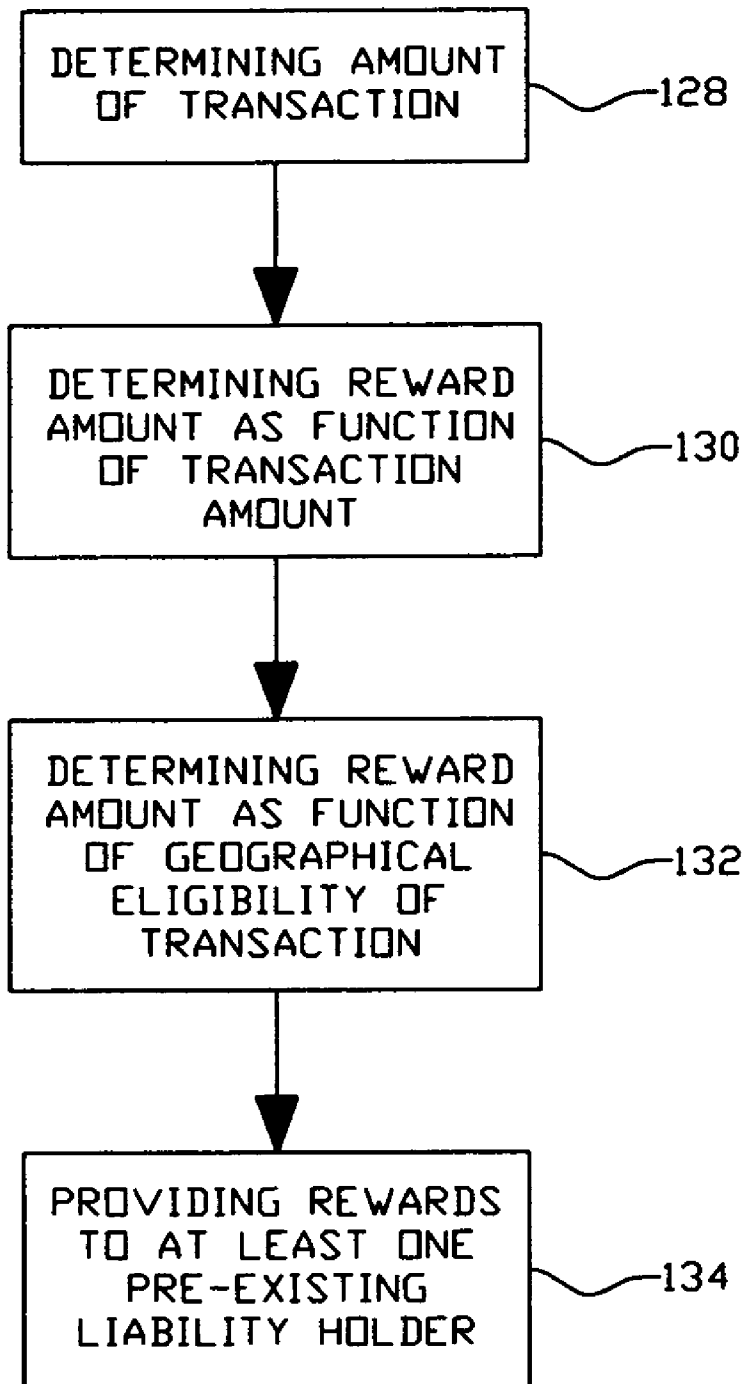 DETERMINING AMOUNT
OF TRANSACTION
128
DETERMINING REWARD
AMOUNT AS FUNCTION
OF TRANSACTION
AMOUNT
130
DETERMINING REWARD
AMOUNT AS FUNCTION
OF GEOGRAPHICAL
ELIGIBILITY OF
TRANSACTION
132
PROVIDING REWARDS
TO AT LEAST ONE
PRE-EXISTING
LIABILITY HOLDER
134